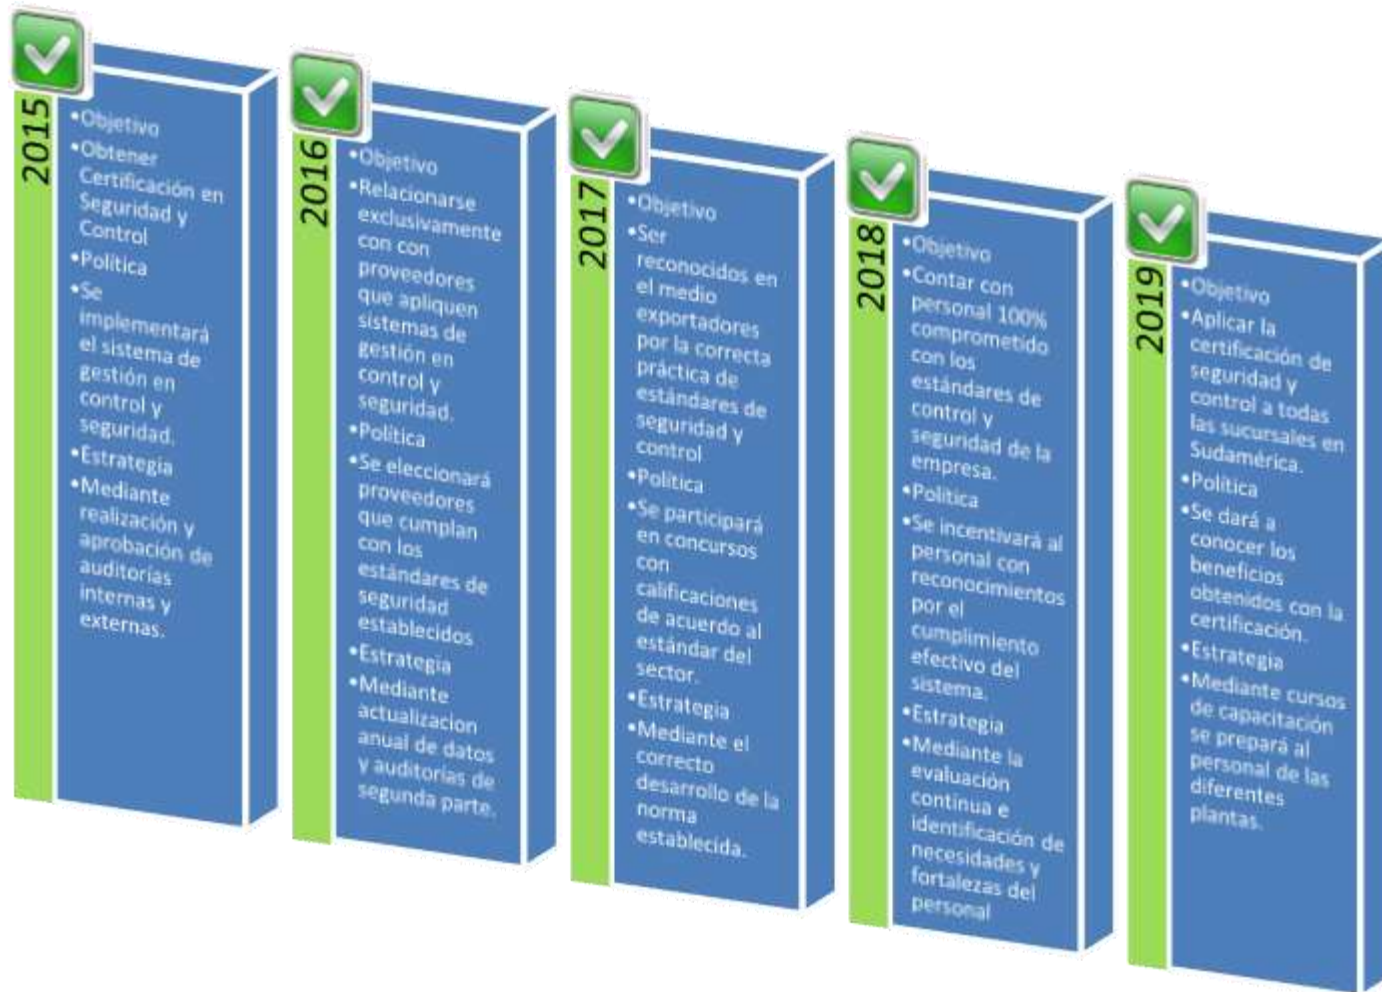 2015
•Objetivo
•Obtener
Certificación en
Seguridad y
Control
•Política
•Se
implementará
el sistema de
gestión en
control y
seguridad.
•Estrategia
•Mediante
realización y
aprobación de
auditorías
internas y
externas.
2016
•Objetivo
•Relacionarse
exclusivamente
con con
proveedores
que apliquen
sistemas de
gestión en
control y
seguridad.
•Política
•Se eleccionará
proveedores
que cumplan
con los
estándares de
seguridad
establecidos
•Estrategia
•Mediante
actualizacion
anual de datos
y auditorías de
segunda parte.
2017
•Objetivo
•Ser
reconocidos en
el medio
exportadores
por la correcta
práctica de
estándares de
seguridad y
control
•Política
•Se participará
en concursos
con
calificaciones
de acuerdo al
estándar del
sector.
•Estrategia
•Mediante el
correcto
desarrollo de la
norma
establecida.
2018
•Objetivo
•Contar con
personal 100%
comprometido
con los
estándares de
control y
seguridad de la
empresa.
•Política
•Se incentivará al
personal con
reconocimientos
por el
cumplimiento
efectivo del
sistema.
•Estrategia
•Mediante la
evaluación
continua e
identificación de
necesidades y
fortalezas del
personal
2019
•Objetivo
•Aplicar la
certificación de
seguridad y
control a todas
las sucursales en
Sudamérica.
•Política
•Se dará a
conocer los
beneficios
obtenidos con la
certificación.
•Estrategia
•Mediante cursos
de capacitación
se prepará al
personal de las
diferentes
plantas.